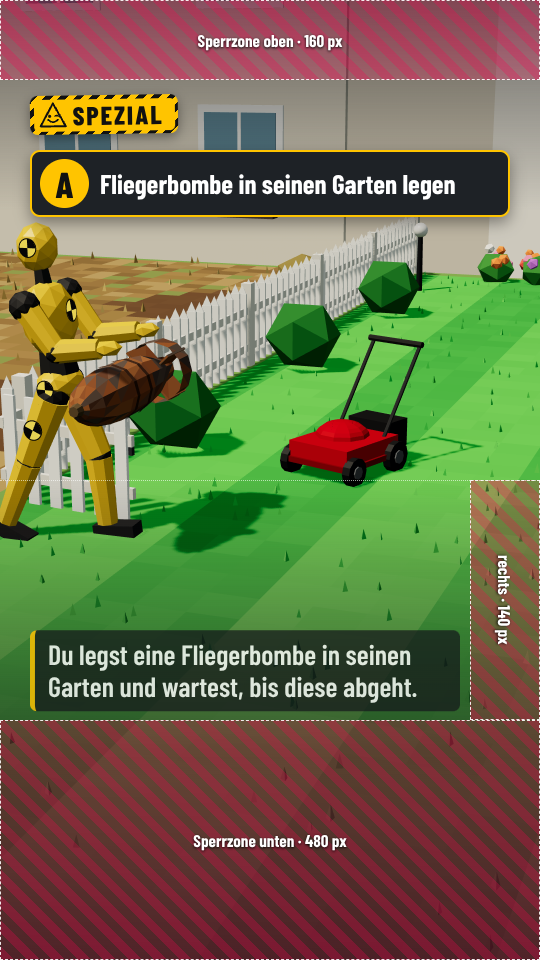 Sperrzone oben · 160 px
SPEZIAL
A
Fliegerbombe in seinen Garten legen
rechts · 140 px
Du legst eine Fliegerbombe in seinen
Garten und wartest, bis diese abgeht.
Sperrzone unten · 480 px